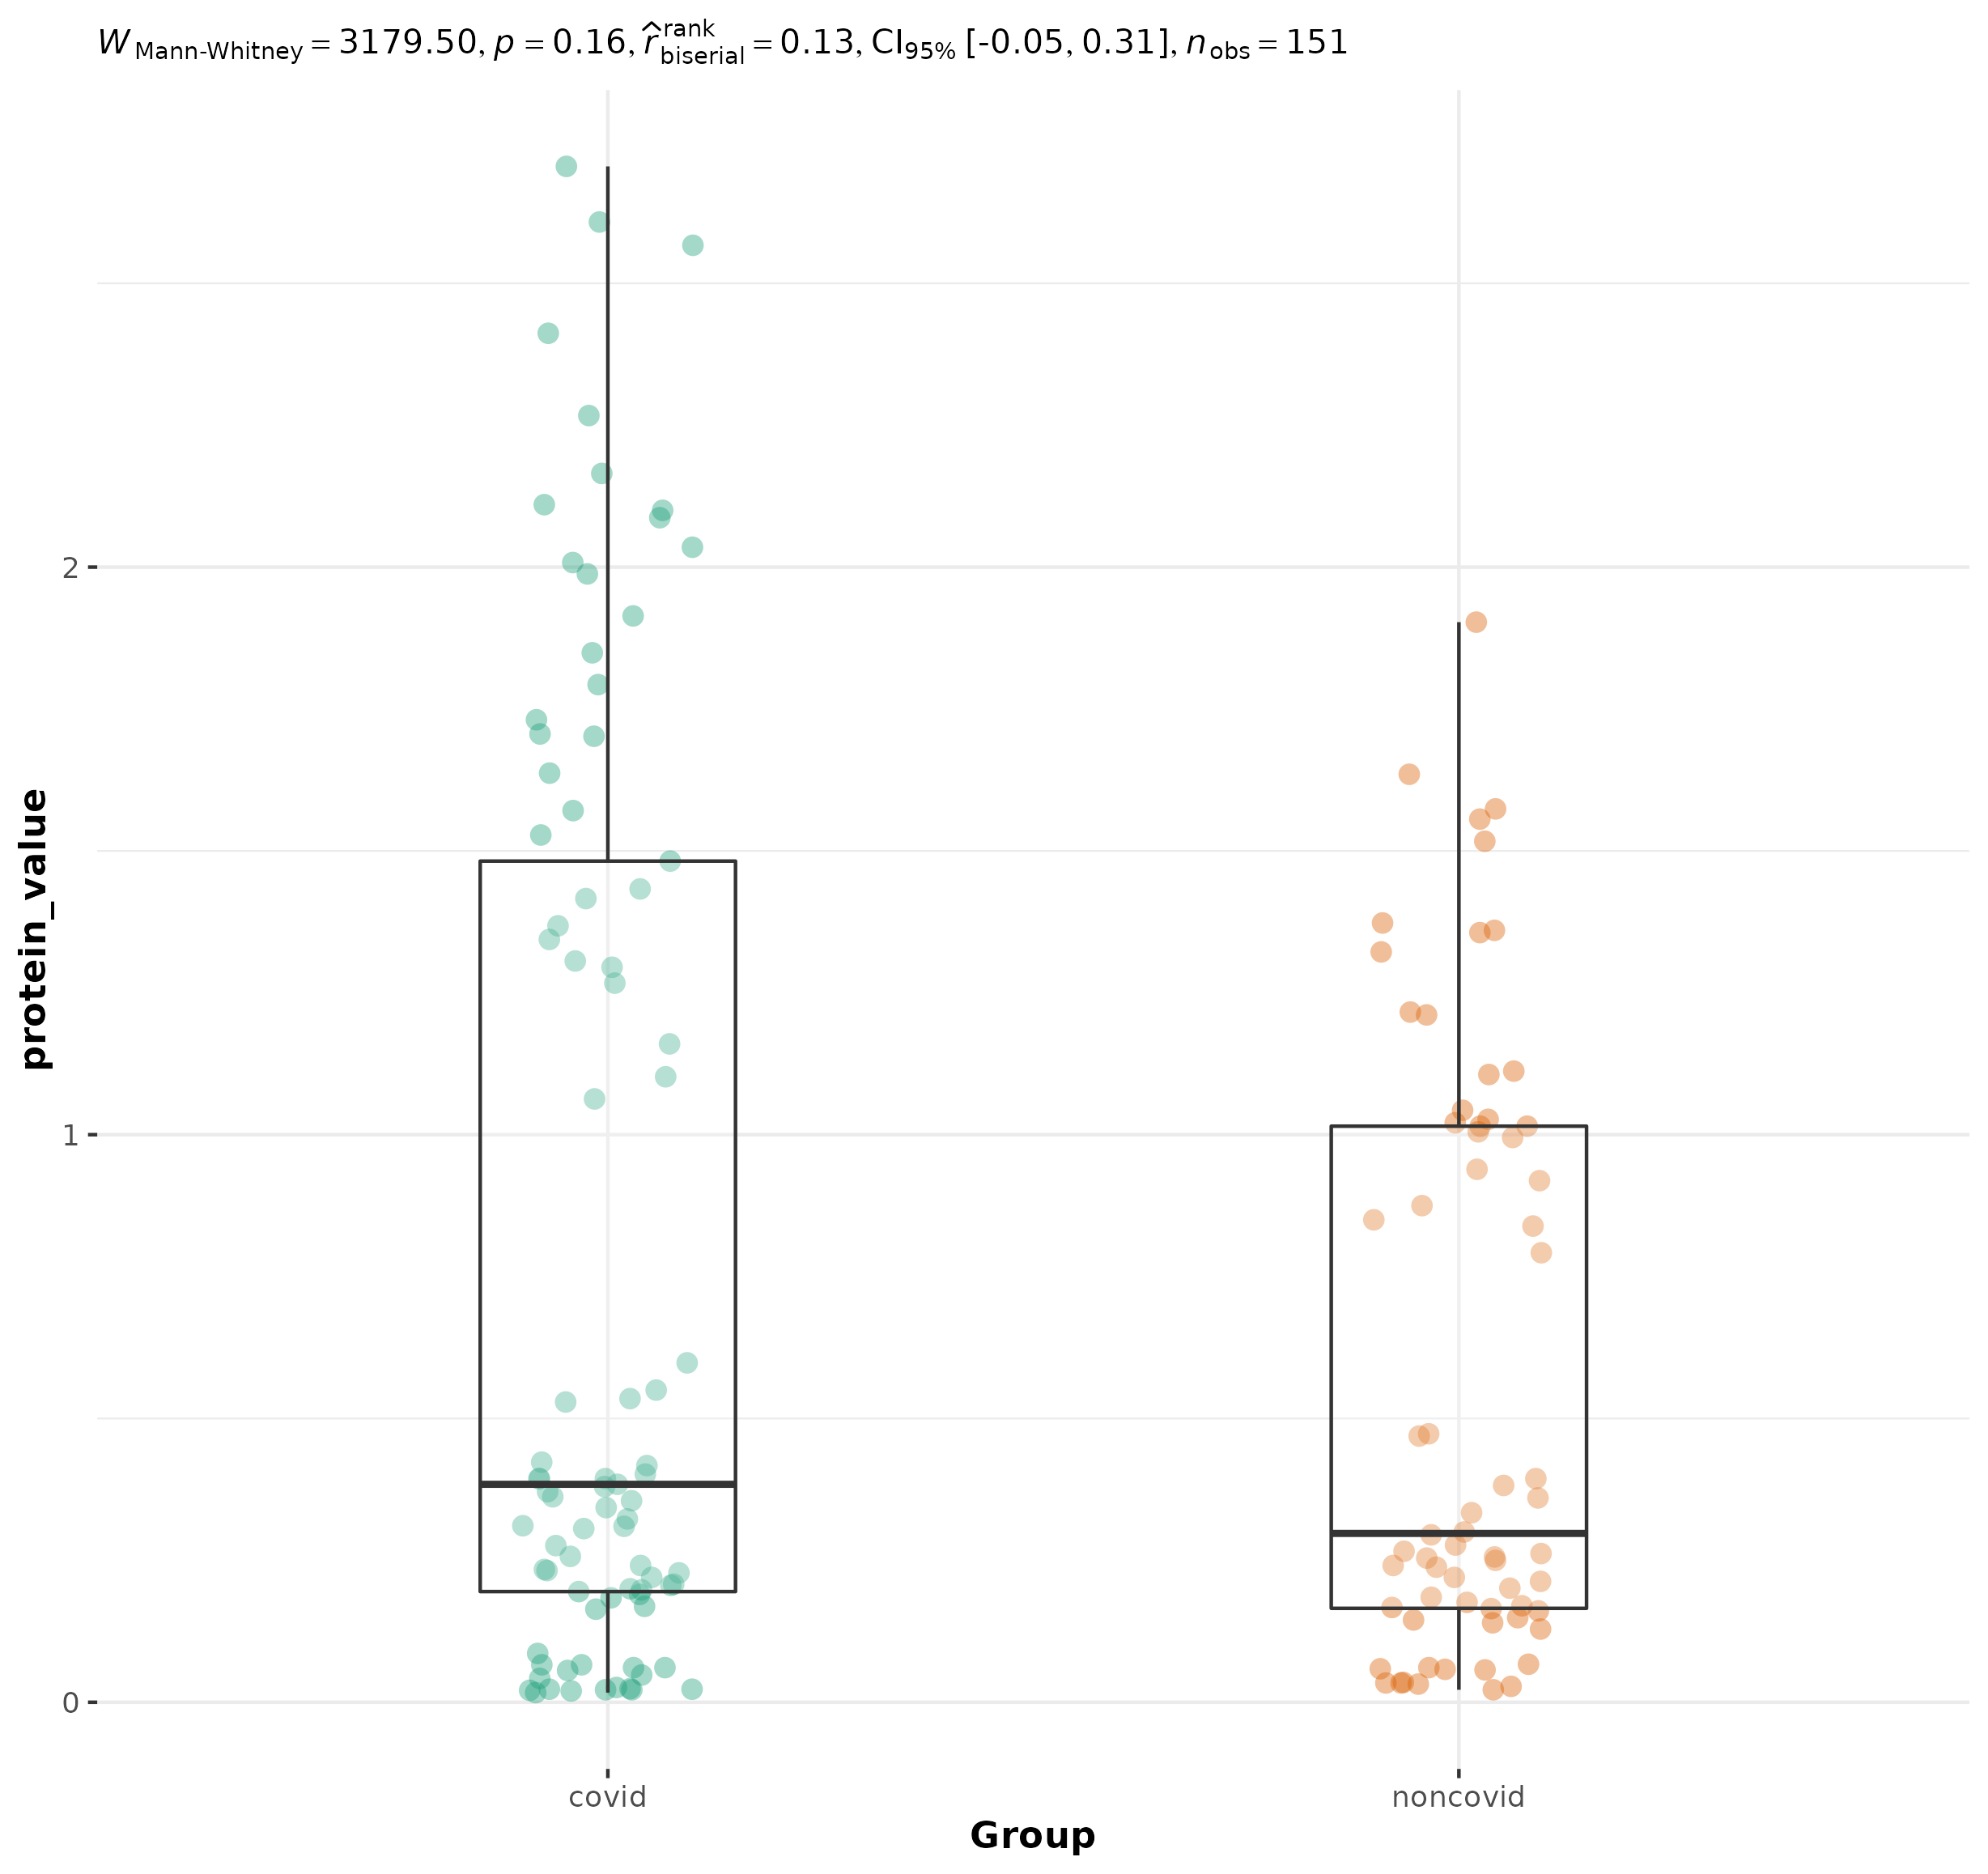 W Mann-Whitney = 3179.50, p = 0.16, r̂ rank biserial = 0.13, CI95% [-0.05, 0.31], n obs = 151
protein_value
2
1
0
covid noncovid
Group